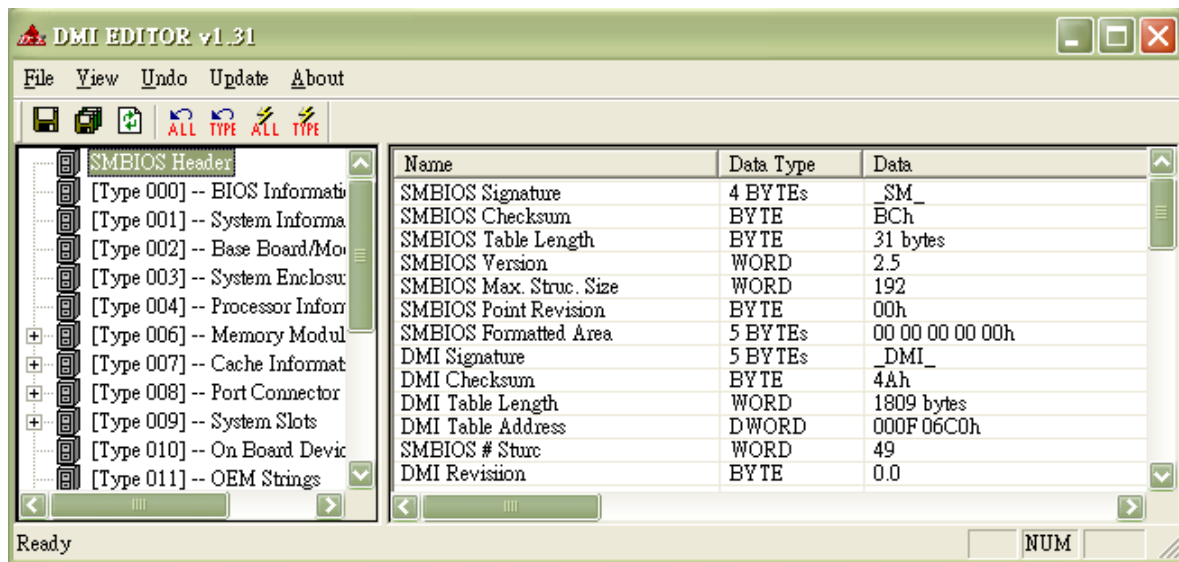 DMI EDITOR v1.31
File View Undo Update About
ALL TYPE ALL TYPE
SMBIOS Header
[Type 000] -- BIOS Informati
[Type 001] -- System Informa
[Type 002] -- Base Board/Mo
[Type 003] -- System Enclosu
[Type 004] -- Processor Infor
[Type 006] -- Memory Modul
[Type 007] -- Cache Informat
[Type 008] -- Port Connector
[Type 009] -- System Slots
[Type 010] -- On Board Devic
[Type 011] -- OEM Strings
Name Data Type Data
SMBIOS Signature 4 BYTEs _SM_
SMBIOS Checksum BYTE BCh
SMBIOS Table Length BYTE 31 bytes
SMBIOS Version WORD 2.5
SMBIOS Max. Struc. Size WORD 192
SMBIOS Point Revision BYTE 00h
SMBIOS Formatted Area 5 BYTEs 00 00 00 00 00h
DMI Signature 5 BYTEs _DMI_
DMI Checksum BYTE 4Ah
DMI Table Length WORD 1809 bytes
DMI Table Address DWORD 000F06C0h
SMBIOS # Sturc WORD 49
DMI Revisiion BYTE 0.0
Ready NUM